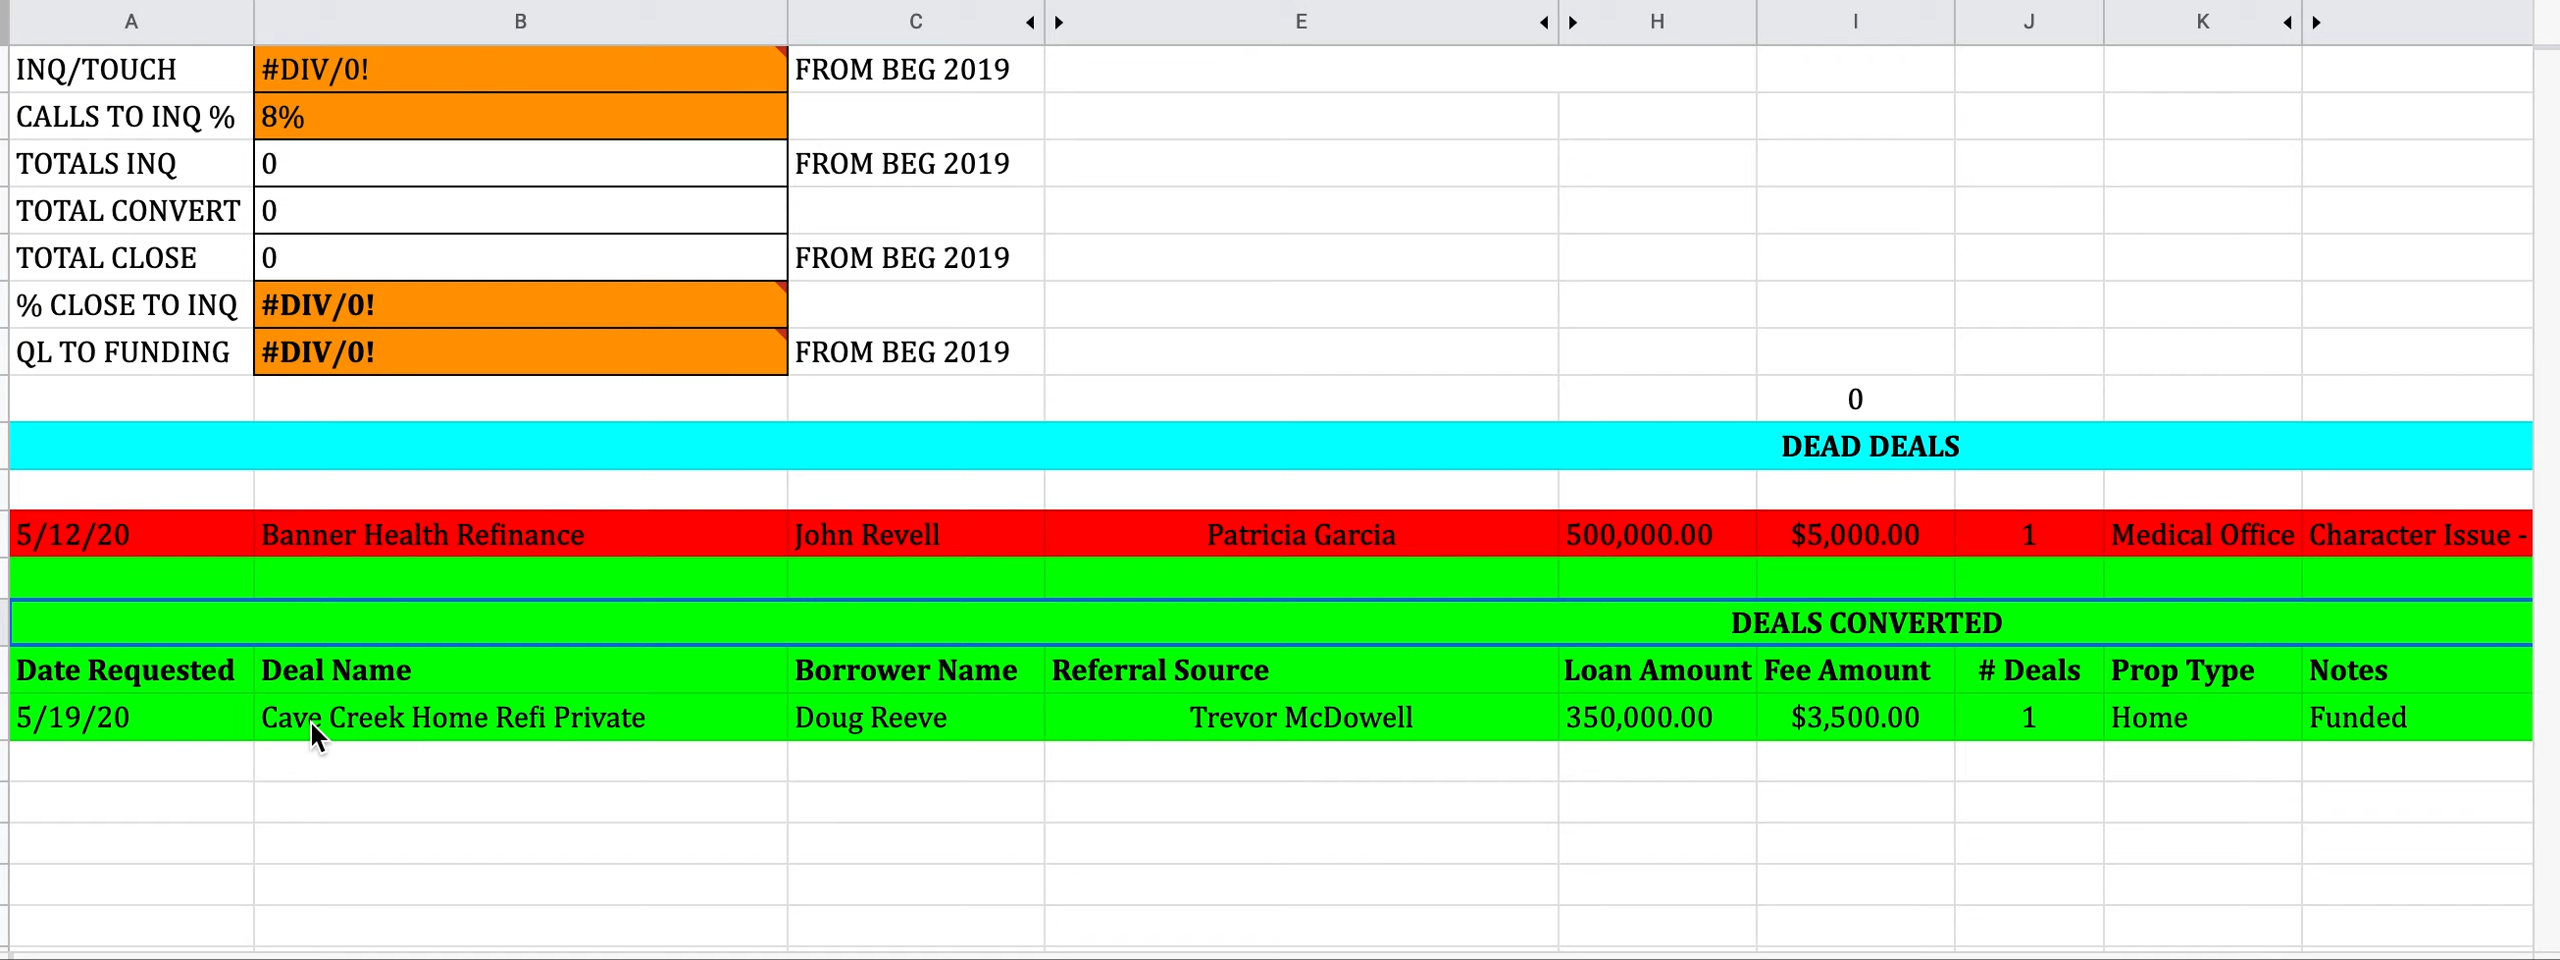 A B C E H I J K
INQ/TOUCH #DIV/0! FROM BEG 2019
CALLS TO INQ % 8%
TOTALS INQ 0 FROM BEG 2019
TOTAL CONVERT 0
TOTAL CLOSE 0 FROM BEG 2019
% CLOSE TO INQ #DIV/0!
QL TO FUNDING #DIV/0! FROM BEG 2019
0
DEAD DEALS
5/12/20 Banner Health Refinance John Revell Patricia Garcia 500,000.00 $5,000.00 1 Medical Office Character Issue -
DEALS CONVERTED
Date Requested Deal Name Borrower Name Referral Source Loan Amount Fee Amount # Deals Prop Type Notes
5/19/20 Cave Creek Home Refi Private Doug Reeve Trevor McDowell 350,000.00 $3,500.00 1 Home Funded